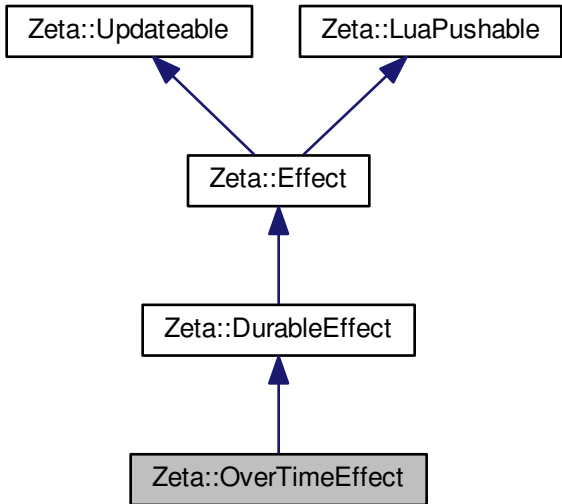 Zeta::Updateable
Zeta::LuaPushable
Zeta::Effect
Zeta::DurableEffect
Zeta::OverTimeEffect